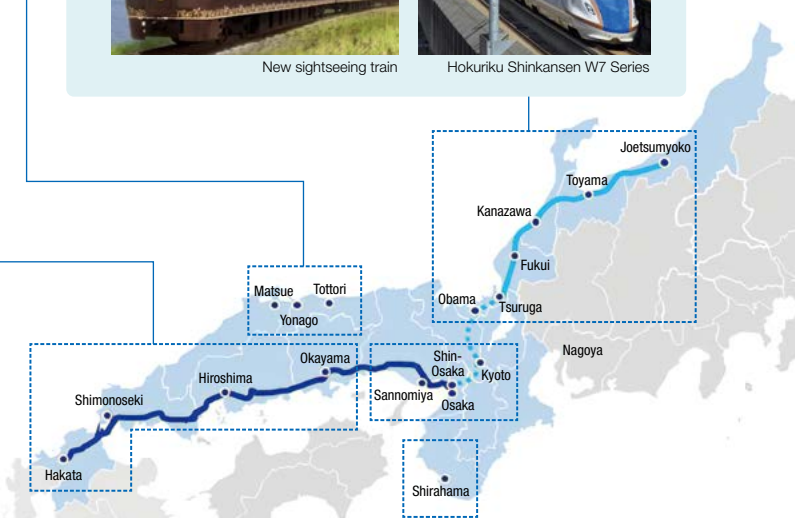 New sightseeing train
Hokuriku Shinkansen W7 Series
Joetsumyoko
Toyama
Kanazawa
Fukui
Matsue
Tottori
Yonago
Obama
Tsuruga
Nagoya
Okayama
Shin-
Osaka
Kyoto
Hiroshima
Sannomiya
Osaka
Shimonoseki
Hakata
Shirahama